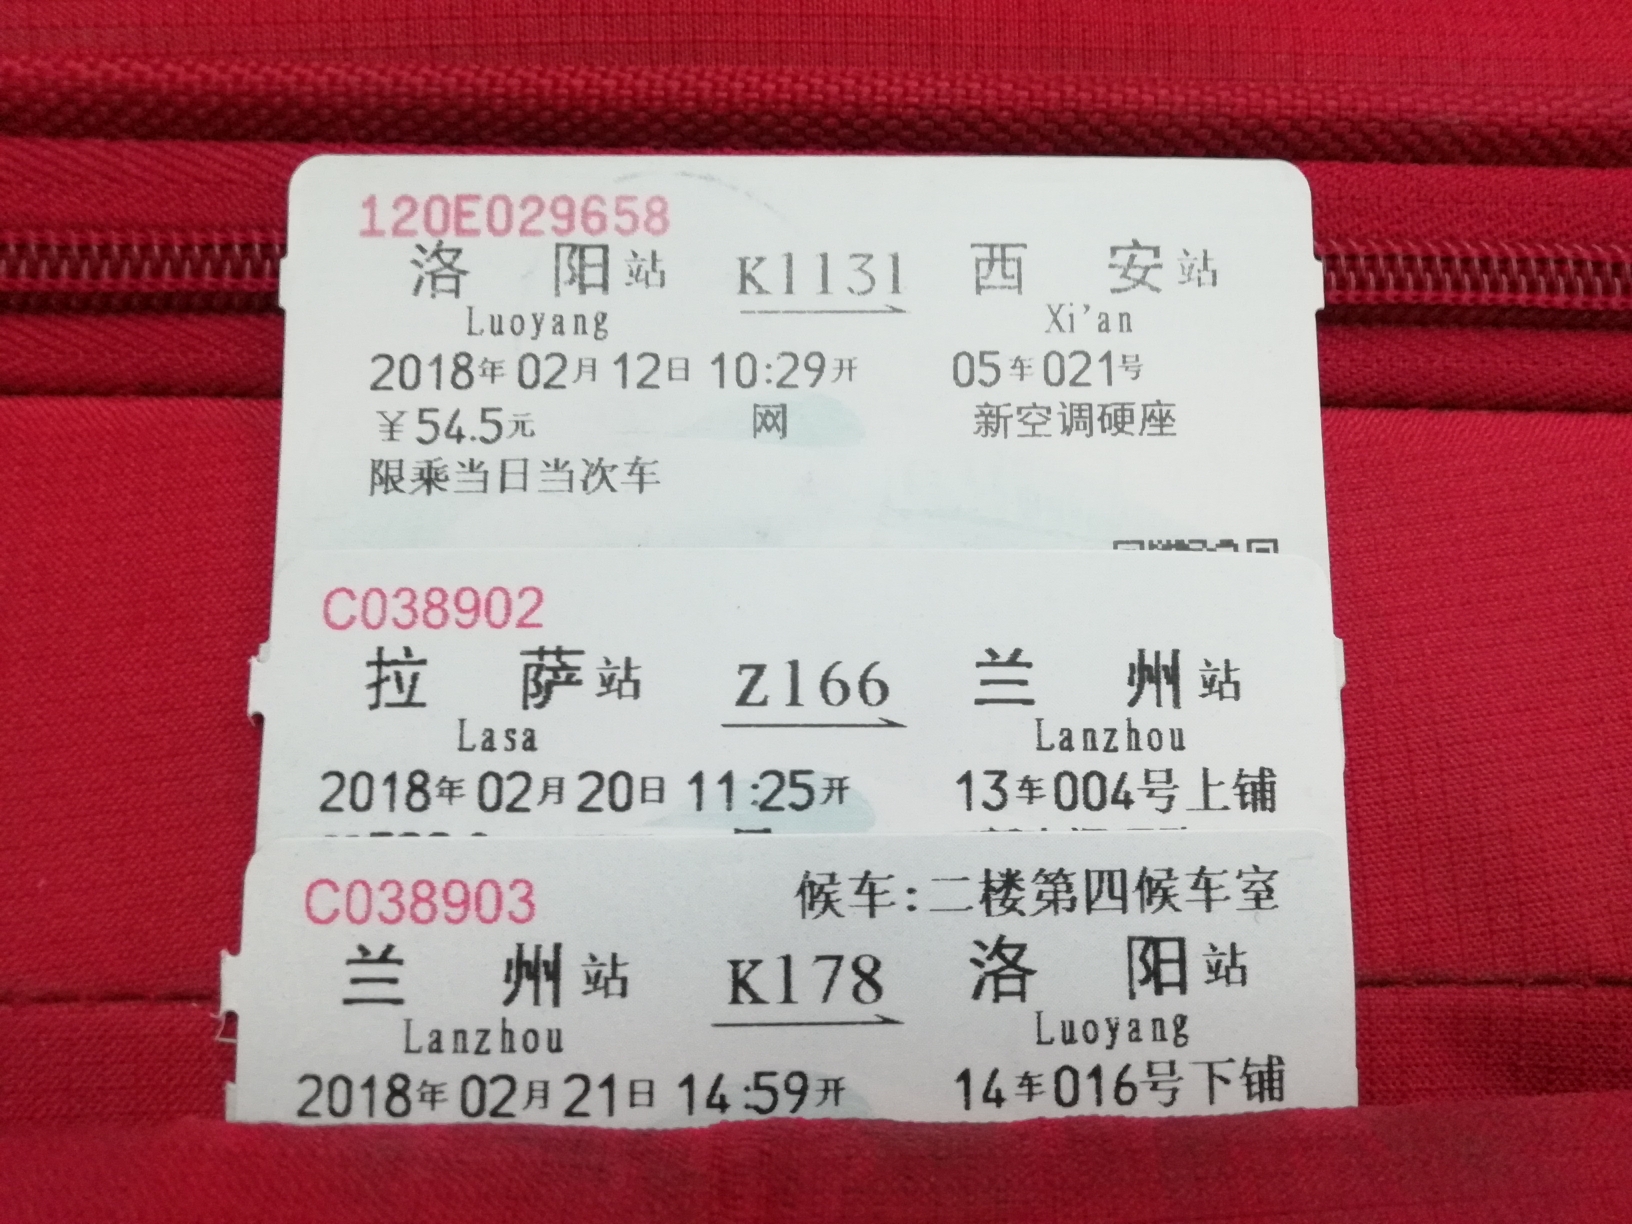 120E029658
洛阳站 K1131 西安站
Luoyang Xi'an
2018年02月12日 10:29开 05车021号
￥54.5元 网 新空调硬座
限乘当日当次车
C038902
拉萨站 Z166 兰州站
Lasa Lanzhou
2018年02月20日 11:25开 13车004号上铺
C038903 候车:二楼第四候车室
兰州站 K178 洛阳站
Lanzhou Luoyang
2018年02月21日 14:59开 14车016号下铺